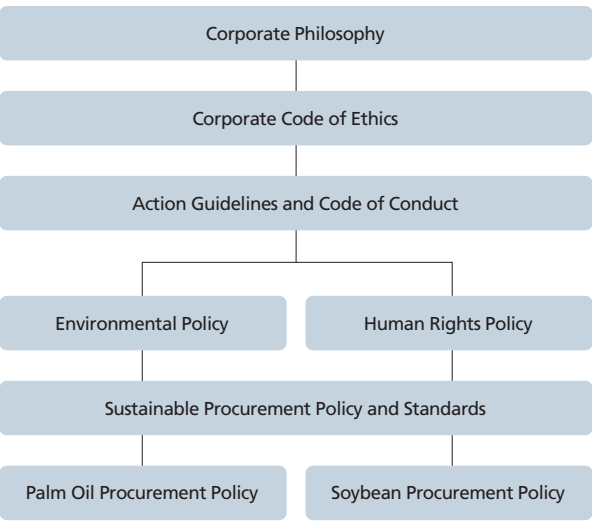 Corporate Philosophy
Corporate Code of Ethics
Action Guidelines and Code of Conduct
Environmental Policy
Human Rights Policy
Sustainable Procurement Policy and Standards
Palm Oil Procurement Policy
Soybean Procurement Policy